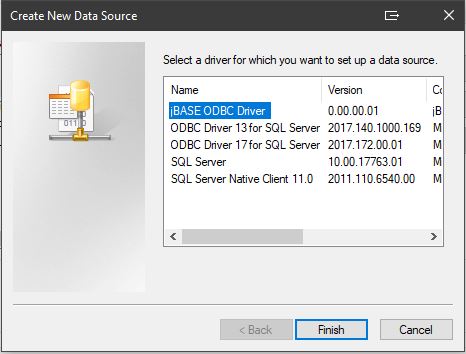 Create New Data Source
Select a driver for which you want to set up a data source.
Name Version Co
jBASE ODBC Driver 0.00.00.01 jB
ODBC Driver 13 for SQL Server 2017.140.1000.169 M
ODBC Driver 17 for SQL Server 2017.172.00.01 M
SQL Server 10.00.17763.01 M
SQL Server Native Client 11.0 2011.110.6540.00 M
< Back Finish Cancel